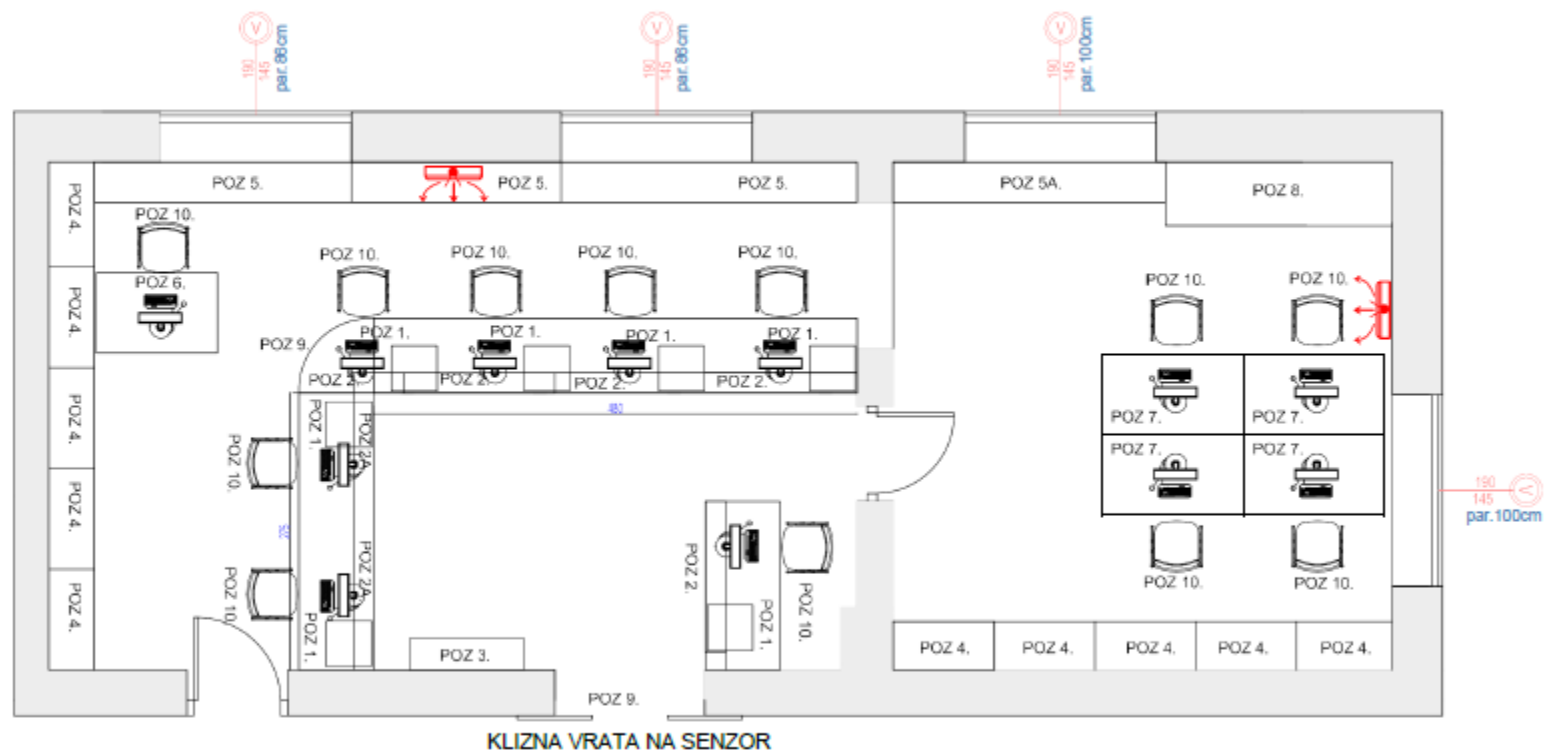 V
190
145
par.86cm
V
190
145
par.86cm
V
190
145
par.100cm
POZ 5.
POZ 5.
POZ 5.
POZ 5A.
POZ 8.
POZ 4.
POZ 4.
POZ 4.
POZ 4.
POZ 4.
POZ 10.
POZ 6.
POZ 10.
POZ 10.
POZ 10.
POZ 10.
POZ 9.
POZ 1.
POZ 1.
POZ 1.
POZ 1.
POZ 2.
POZ 2.
POZ 2.
POZ 2.
480
POZ 1.
POZ 2A
POZ 10.
275
POZ 2A
POZ 10.
POZ 1.
POZ 3.
POZ 2.
POZ 1.
POZ 10.
POZ 10.
POZ 10.
POZ 7.
POZ 7.
POZ 7.
POZ 7.
POZ 10.
POZ 10.
V
190
145
par.100cm
POZ 4.
POZ 4.
POZ 4.
POZ 4.
POZ 4.
POZ 9.
KLIZNA VRATA NA SENZOR